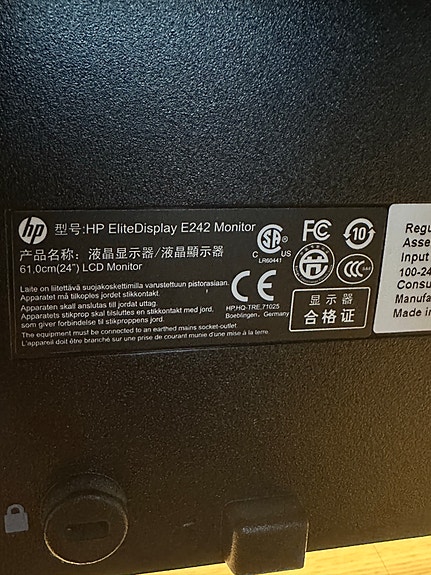 hp 型号:HP EliteDisplay E242 Monitor
产品名称: 液晶显示器/液晶顯示器
61,0cm(24") LCD Monitor
Laite on liitettävä suojakoskettimilla varustettuun pistorasiaan.
Apparatet må tilkoples jordet stikkontakt.
Apparaten skall anslutas till jordat uttag.
Apparatets stikprop skal tilsluttes en stikkontakt med jord,
som giver forbindelse til stikproppens jord.
The equipment must be connected to an earthed mains socket-outlet.
L'appareil doit être branché sur une prise de courant munie d'une mise à la terre.
SA
C US
LR60441
FC
10
CE
CCC
HP,HQ-TRE,71025
Boeblingen, Germany
显示器
合格证
Regu
Asse
Input
100-24
Consu
Manufa
Made in